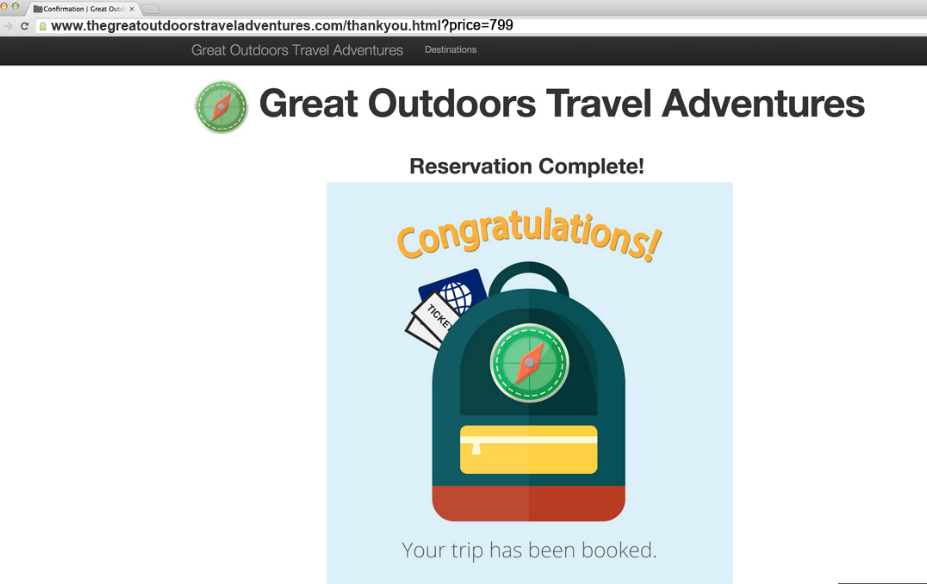 Confirmation | Great Outd
www.thegreatoutdoorstraveladventures.com/thankyou.html?price=799
Great Outdoors Travel Adventures Destinations
Great Outdoors Travel Adventures
Reservation Complete!
Congratulations!
TICKE
Your trip has been booked.